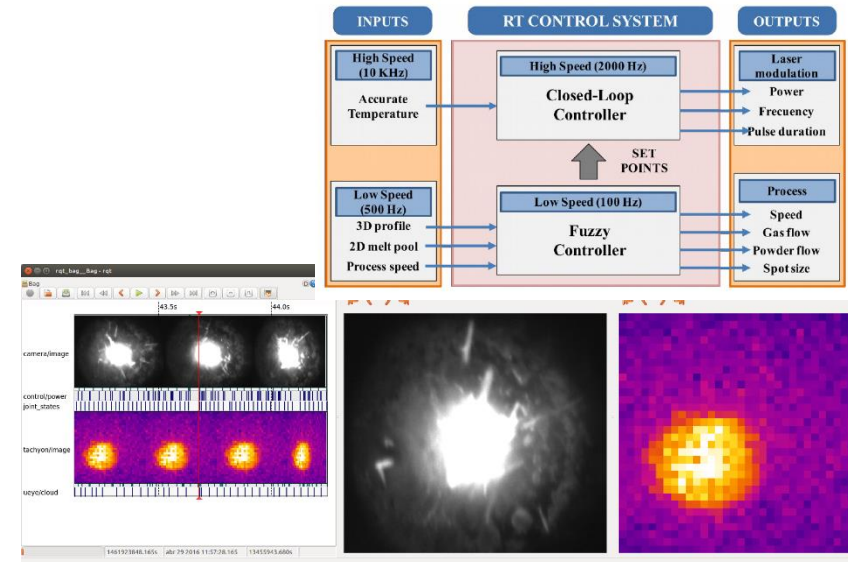 INPUTS
RT CONTROL SYSTEM
OUTPUTS
High Speed
(10 KHz)
Accurate
Temperature
High Speed (2000 Hz)
Closed-Loop
Controller
Laser
modulation
Power
Frecuency
Pulse duration
SET
POINTS
Low Speed
(500 Hz)
3D profile
2D melt pool
Process speed
Low Speed (100 Hz)
Fuzzy
Controller
Process
Speed
Gas flow
Powder flow
Spot size
rqt_bag__Bag - rqt
Bag
43.5s 44.0s
camera/image
control/power
joint_states
tachyon/image
ueye/cloud
1461923848.165s abr 29 2016 11:57:28.165 13455943.680s